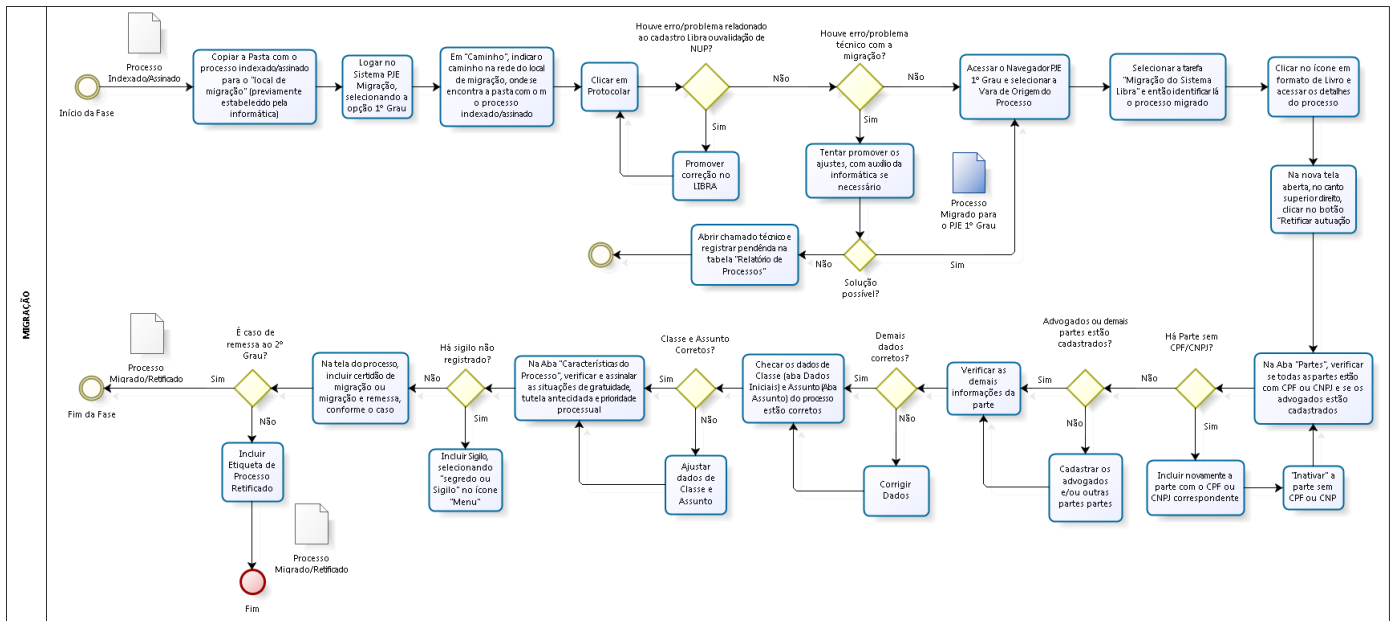 MIGRAÇÃO
Processo
Indexado/Assinado
Início da Fase
Copiar a Pasta com o
processo indexado/assinado
para o "local de
migração" (previamente
estabelecido pela
informática)
Logar no
Sistema PJE
Migração,
selecionando a
opção 1° Grau
Em "Caminho", indicar o
caminho na rede do local
de migração, onde se
encontra a pasta com o m o
processo
indexado/assinado
Clicar em
Protocolar
Houve erro/problema relacionado
ao cadastro Libra ou validação de
NUP?
Não
Sim
Promover
correção no
LIBRA
Houve erro/problema
técnico com a
migração?
Não
Sim
Tentar promover os
ajustes, com auxílio da
informática se
necessário
Solução
possível?
Não
Sim
Abrir chamado técnico e
registrar pendência na
tabela "Relatório de
Processos"
Processo
Migrado para
o PJE 1° Grau
Acessar o Navegador PJE
1° Grau e selecionar a
Vara de Origem do
Processo
Selecionar a tarefa
"Migração do Sistema
Libra" e então identificar lá
o processo migrado
Clicar no ícone em
formato de Livro e
acessar os detalhes
do processo
Na nova tela
aberta, no canto
superior direito,
clicar no botão
"Retificar autuação
Na Aba "Partes", verificar
se todas as partes estão
com CPF ou CNPJ e se os
advogados estão
cadastrados
Há Parte sem
CPF/CNPJ?
Não
Sim
Incluir novamente a
parte com o CPF ou
CNPJ correspondente
"Inativar" a
parte sem
CPF ou CNP
Advogados ou demais
partes estão
cadastrados?
Sim
Não
Cadastrar os
advogados
e/ou outras
partes partes
Verificar as
demais
informações da
parte
Demais
dados
corretos?
Sim
Não
Corrigir
Dados
Checar os dados de
Classe (aba Dados
Iniciais) e Assunto (Aba
Assunto) do processo
estão corretos
Classe e Assunto
Corretos?
Sim
Não
Ajustar
dados de
Classe e
Assunto
Na Aba "Características do
Processo", verificar e assinalar
as situações de gratuidade,
tutela antecidada e prioridade
processual
Há sigilo não
registrado?
Não
Sim
Incluir Sigilo,
selecionando
"segredo ou
Sigilo" no ícone
"Menu"
Na tela do processo,
incluir certidão de
migração ou
migração e remessa,
conforme o caso
É caso de
remessa ao 2°
Grau?
Sim
Não
Processo
Migrado/Retificado
Fim da Fase
Incluir
Etiqueta de
Processo
Retificado
Processo
Migrado/Retificado
Fim